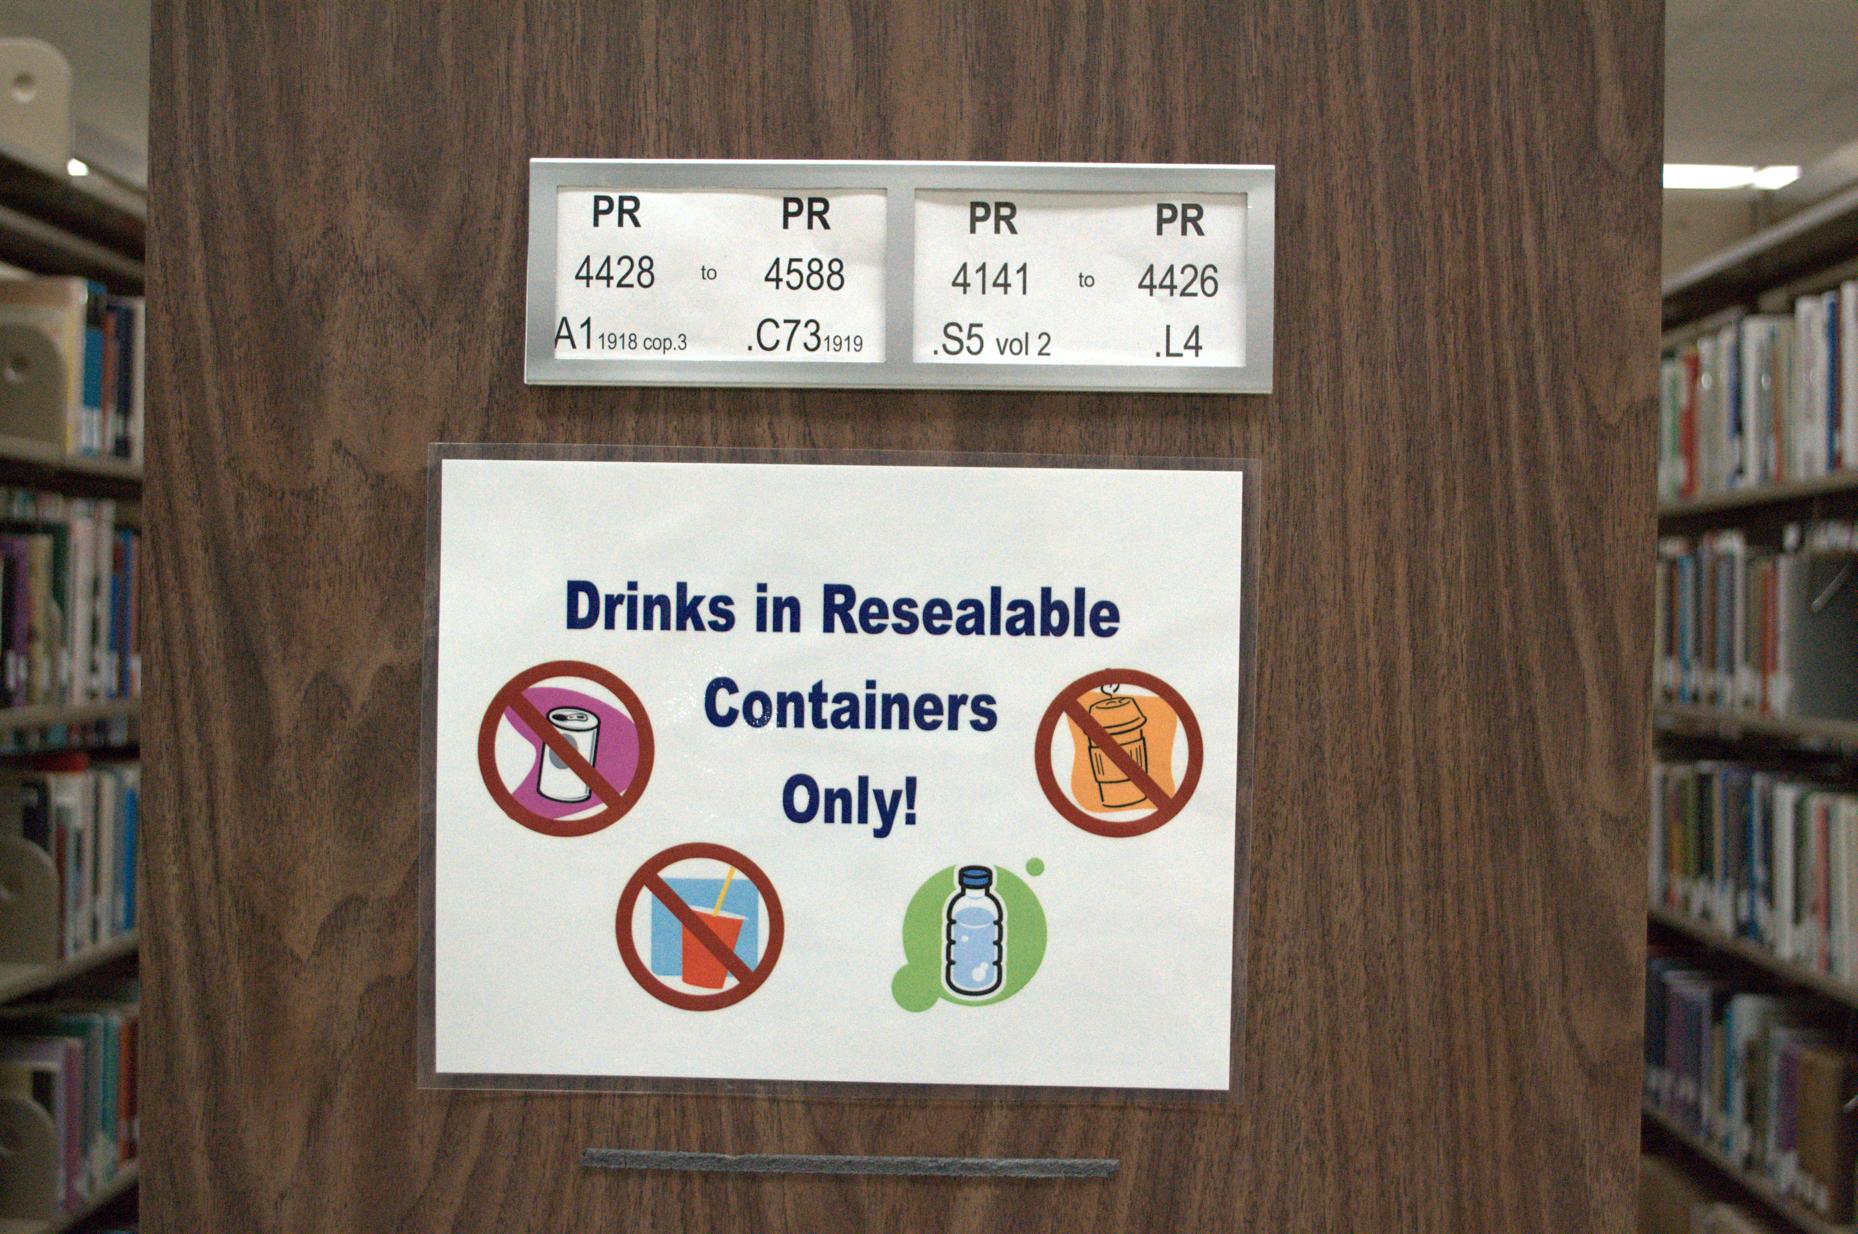 PR PR
4428 to 4588
A1 1918 cop.3 .C73 1919
PR PR
4141 to 4426
.S5 vol 2 .L4
Drinks in Resealable
Containers
Only!